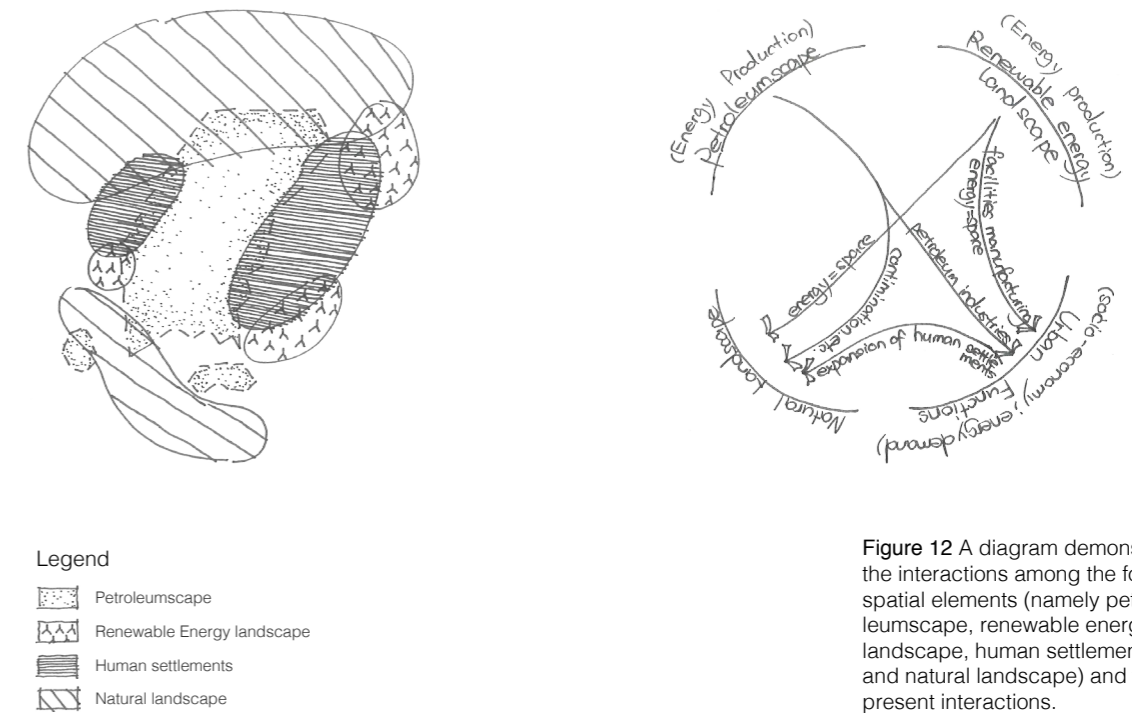 (Energy Production)
Petroleumscape
(Energy production)
Renewable energy
Landscape
facilities manufacturing
energy=space
energy=space
contimination, etc.
petroleum industries
expansion of human settle
ments
Natural Landscape
Urban Functions
(socio-economy; energy demand)
Legend
Petroleumscape
Renewable Energy landscape
Human settlements
Natural landscape
Figure 12 A diagram demons
the interactions among the fo
spatial elements (namely pet
leumscape, renewable energ
landscape, human settlemen
and natural landscape) and
present interactions.